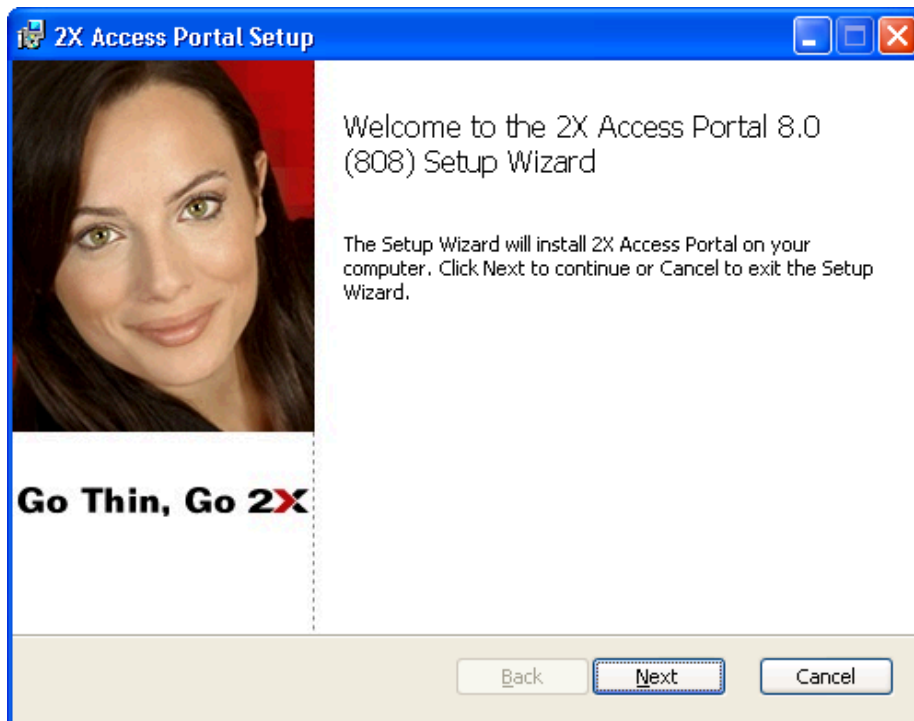 2X Access Portal Setup
Welcome to the 2X Access Portal 8.0
(808) Setup Wizard
The Setup Wizard will install 2X Access Portal on your
computer. Click Next to continue or Cancel to exit the Setup
Wizard.
Go Thin, Go 2X
Back
Next
Cancel